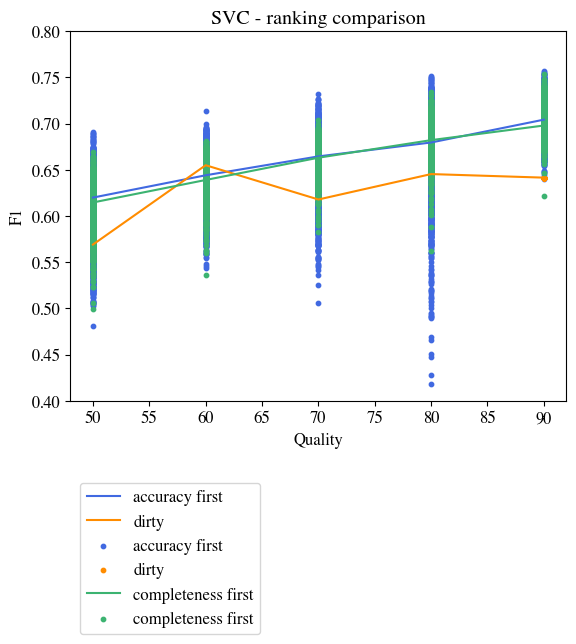 SVC - ranking comparison
0.80
0.75
0.70
0.65
0.60
0.55
0.50
0.45
0.40
F1
50 55 60 65 70 75 80 85 90
Quality
accuracy first
dirty
accuracy first
dirty
completeness first
completeness first